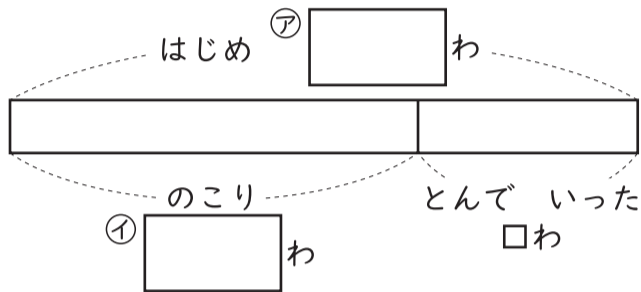 はじめ ㋐ わ
のこり
㋑ わ
とんで いった
□わ